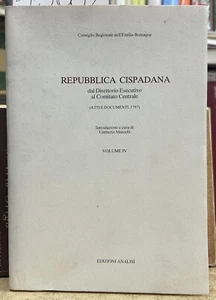 Consiglio Regionale dell'Emilia-Romagna
REPUBBLICA CISPADANA
dal Direttorio Esecutivo
al Comitato Centrale
(ATTI E DOCUMENTI, 1797)
Introduzione e cura di
Umberto Marcelli
VOLUME IV
EDIZIONI ANALISI